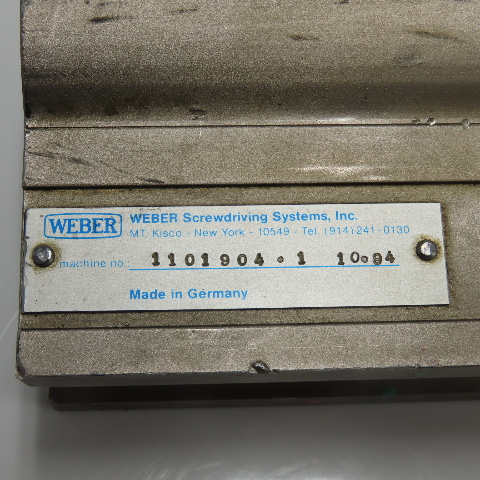 WEBER
WEBER Screwdriving Systems, Inc.
MT. Kisco - New York - 10549 - Tel. (914) 241-0130
machine no. 1101904.1 10.94
Made in Germany